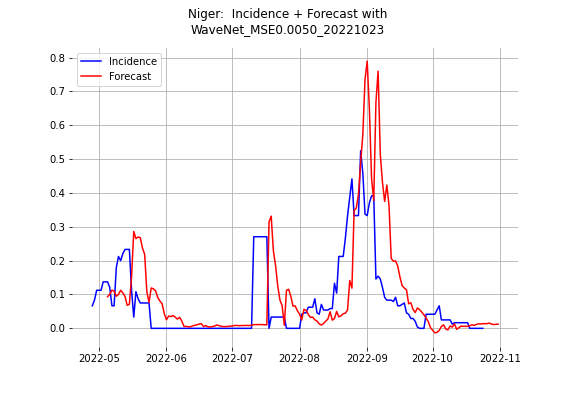 Niger:  Incidence + Forecast with
WaveNet_MSE0.0050_20221023
Incidence
Forecast
0.8
0.7
0.6
0.5
0.4
0.3
0.2
0.1
0.0
2022-05 2022-06 2022-07 2022-08 2022-09 2022-10 2022-11